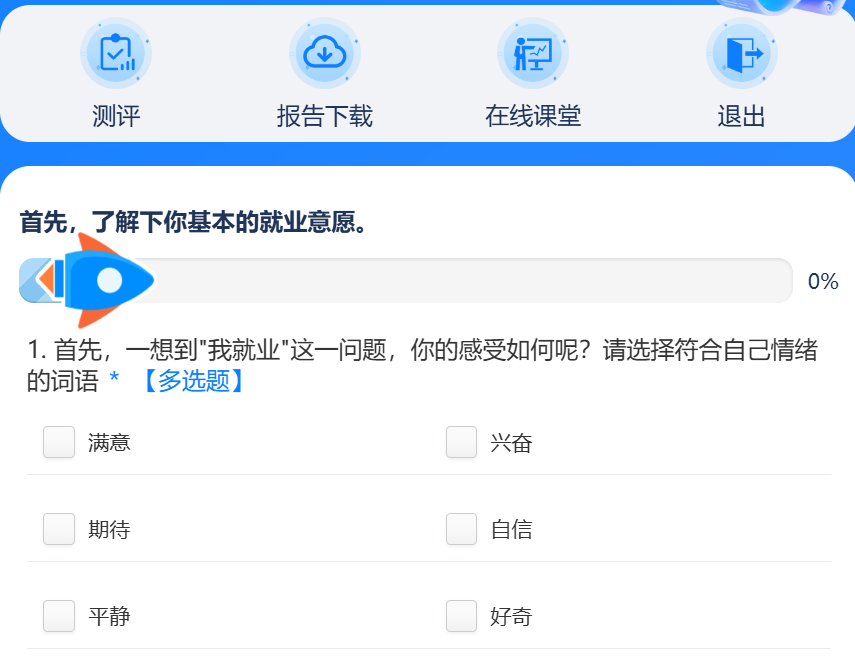 测评
报告下载
在线课堂
退出
首先，了解下你基本的就业意愿。
0%
1. 首先，一想到"我就业"这一问题，你的感受如何呢？请选择符合自己情绪
的词语 * 【多选题】
满意
兴奋
期待
自信
平静
好奇